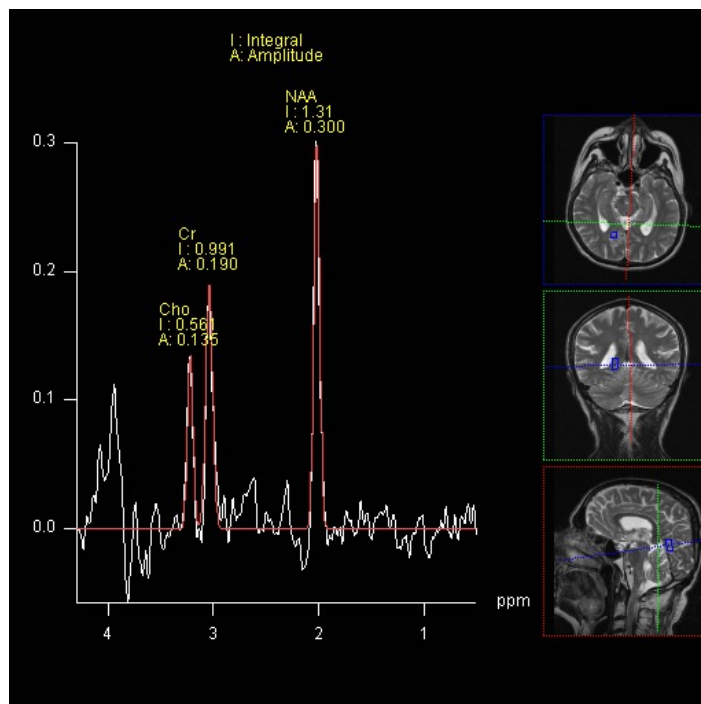 I : Integral
A: Amplitude
NAA
I : 1.31
A: 0.300
0.3
Cr
I : 0.991
A: 0.190
0.2
Cho
I : 0.561
A: 0.135
0.1
0.0
ppm
4 3 2 1